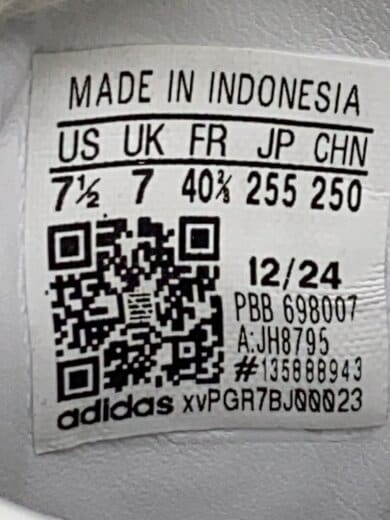 MADE IN INDONESIA
US UK FR JP CHN
7½ 7 40⅔ 255 250
12/24
PBB 698007
A:JH8795
#135888943
adidas xvPGR7BJ00023